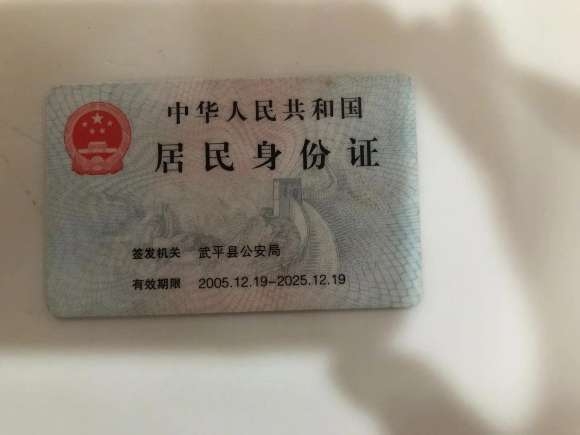 中华人民共和国
居民身份证
签发机关 武平县公安局
有效期限 2005.12.19-2025.12.19